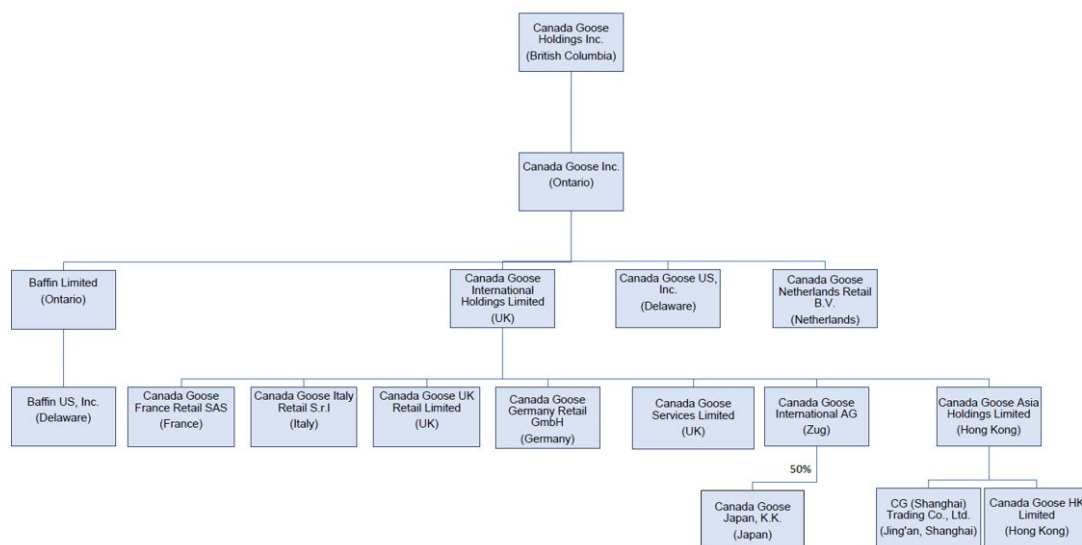 Canada Goose
Holdings Inc.
(British Columbia)
Canada Goose Inc.
(Ontario)
Baffin Limited
(Ontario)
Canada Goose
International
Holdings Limited
(UK)
Canada Goose US,
Inc.
(Delaware)
Canada Goose
Netherlands Retail
B.V.
(Netherlands)
Baffin US, Inc.
(Delaware)
Canada Goose
France Retail SAS
(France)
Canada Goose Italy
Retail S.r.l
(Italy)
Canada Goose UK
Retail Limited
(UK)
Canada Goose
Germany Retail
GmbH
(Germany)
Canada Goose
Services Limited
(UK)
Canada Goose
International AG
(Zug)
Canada Goose Asia
Holdings Limited
(Hong Kong)
50%
Canada Goose
Japan, K.K.
(Japan)
CG (Shanghai)
Trading Co., Ltd.
(Jing'an, Shanghai)
Canada Goose HK
Limited
(Hong Kong)